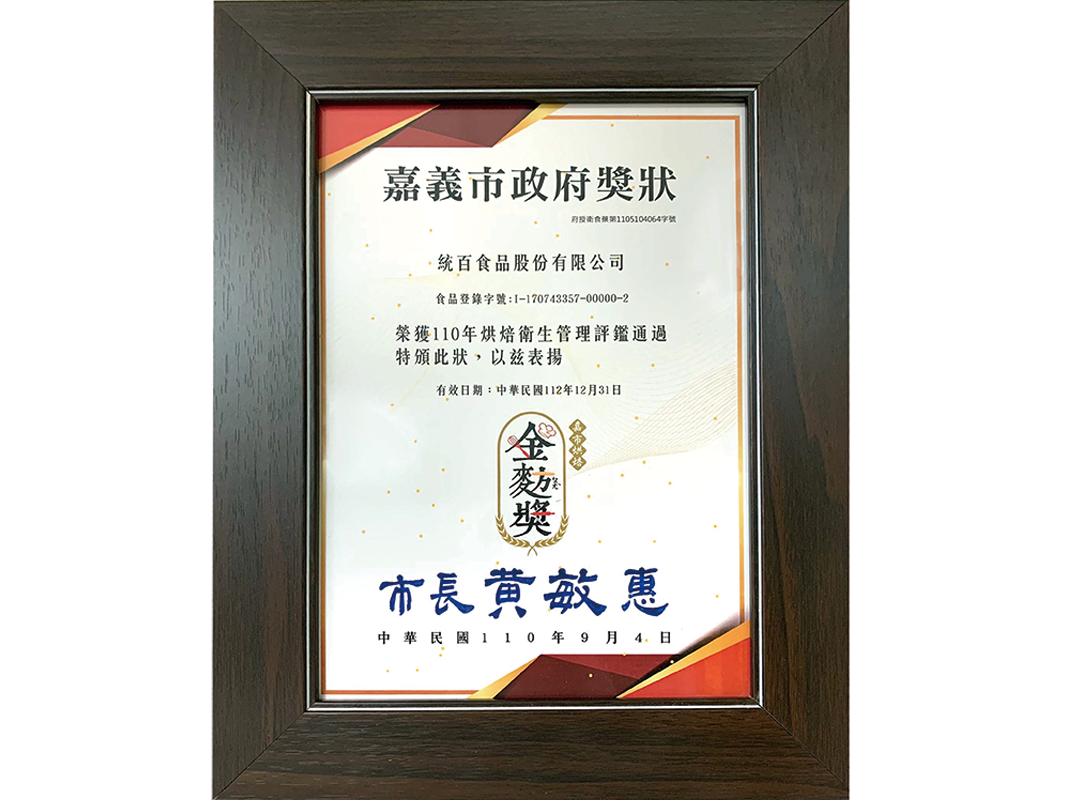 嘉義市政府獎狀
府授衛食藥第1105104064字號
統百食品股份有限公司
食品登錄字號:I-170743357-00000-2
榮獲110年烘焙衛生管理評鑑通過
特頒此狀，以兹表揚
有效日期：中華民國112年12月31日
嘉市烘焙
金
麥方
獎
市長黃敏惠
中華民國110年9月4日